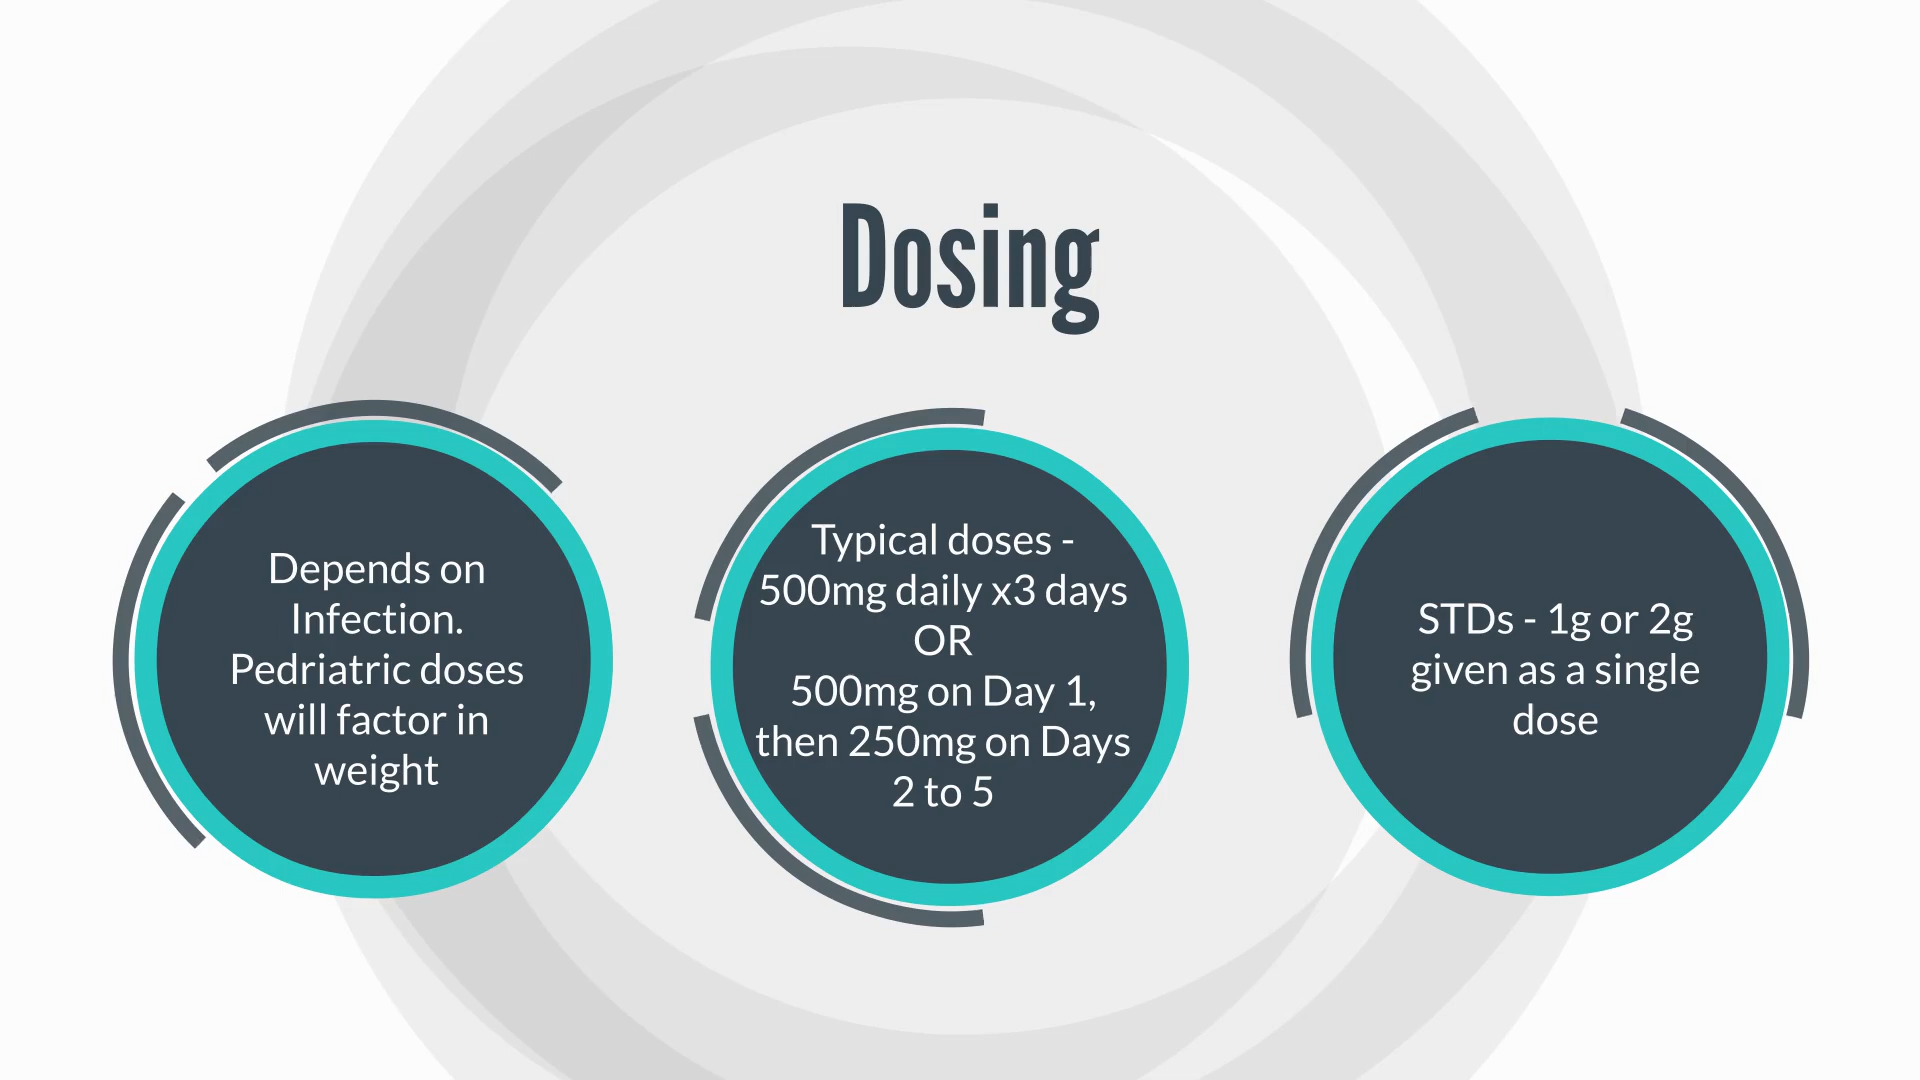 Dosing
Depends on
Infection.
Pedriatric doses
will factor in
weight
Typical doses -
500mg daily x3 days
OR
500mg on Day 1,
then 250mg on Days
2 to 5
STDs - 1g or 2g
given as a single
dose